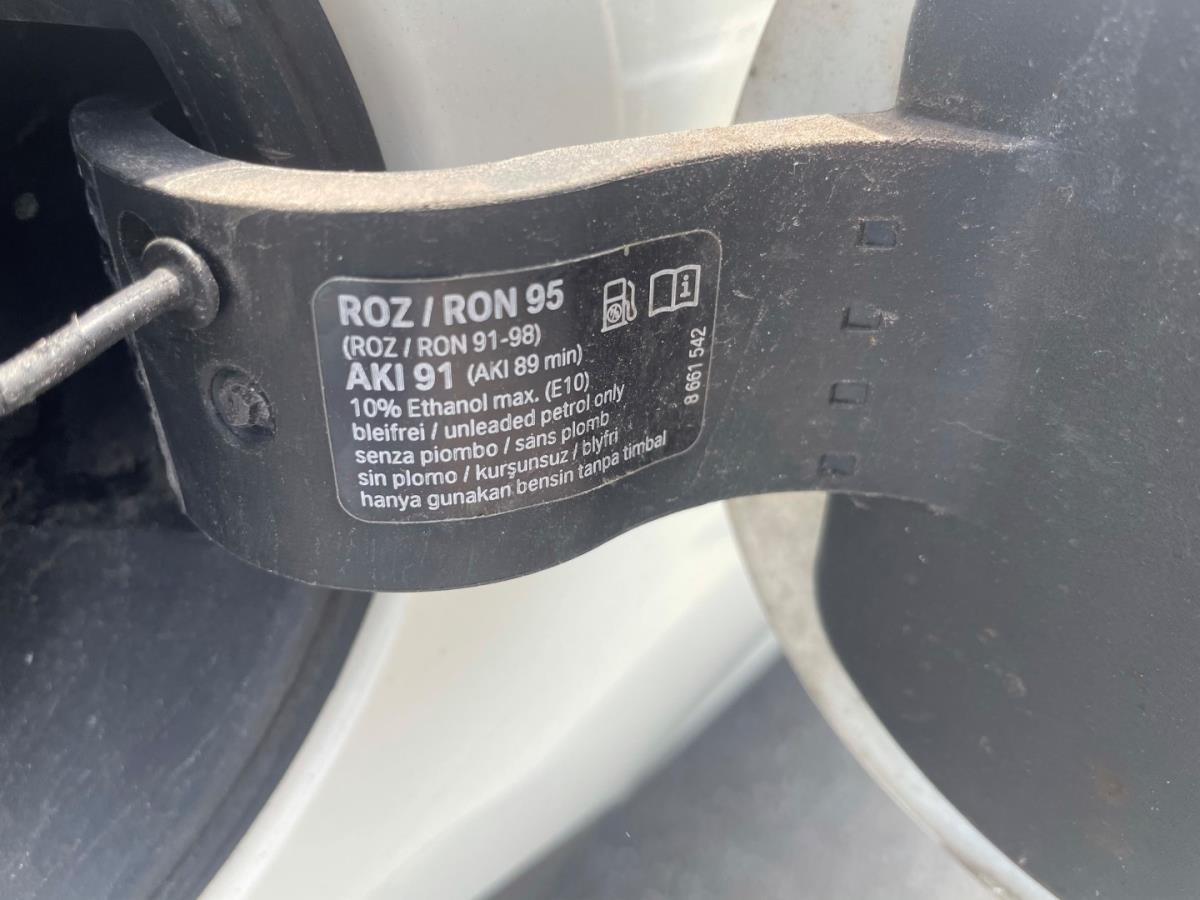 ROZ / RON 95
(ROZ / RON 91-98)
AKI 91 (AKI 89 min)
10% Ethanol max. (E10)
bleifrei / unleaded petrol only
senza piombo / sans plomb
sin plomo / kurşunsuz / blyfri
hanya gunakan bensin tanpa timbal
8 661 542